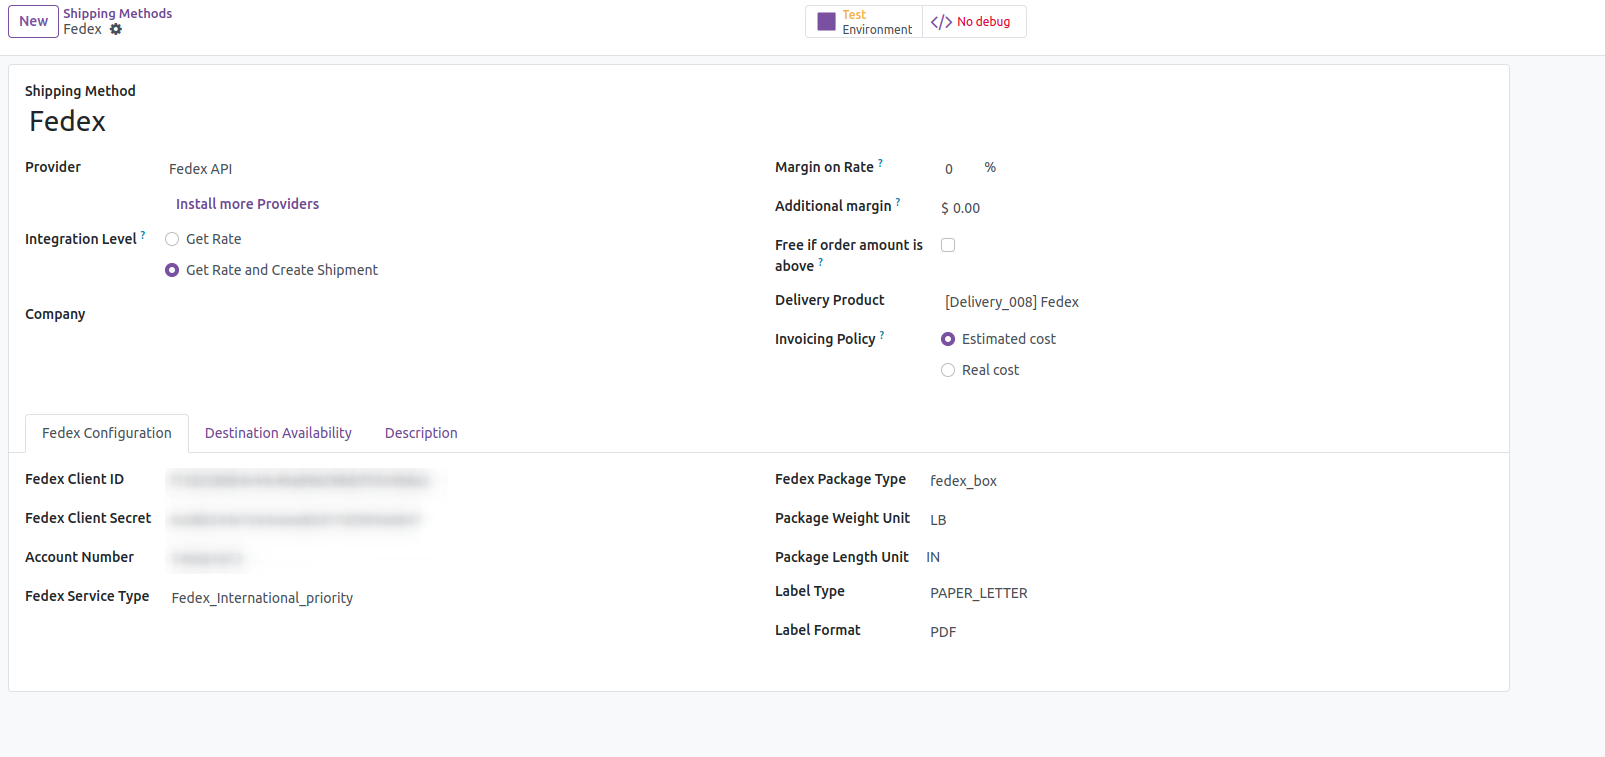 New
Shipping Methods
Fedex
Test
Environment
No debug
Shipping Method
Fedex
Provider
Fedex API
Install more Providers
Integration Level ?
Get Rate
Get Rate and Create Shipment
Company
Margin on Rate ?
0 %
Additional margin ?
$ 0.00
Free if order amount is
above ?
Delivery Product
[Delivery_008] Fedex
Invoicing Policy ?
Estimated cost
Real cost
Fedex Configuration
Destination Availability
Description
Fedex Client ID
Fedex Client Secret
Account Number
Fedex Service Type
Fedex_International_priority
Fedex Package Type
fedex_box
Package Weight Unit
LB
Package Length Unit
IN
Label Type
PAPER_LETTER
Label Format
PDF